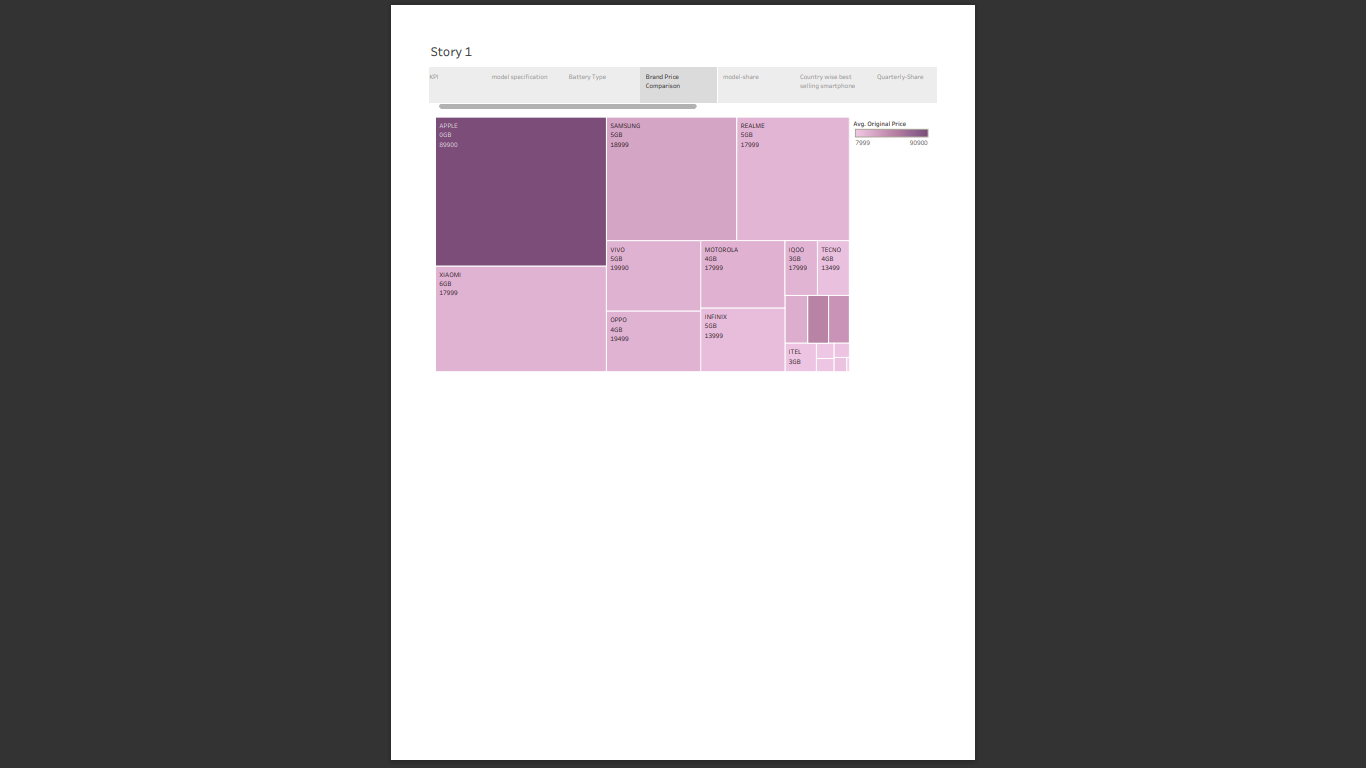 Story 1
KPI
model specification
Battery Type
Brand Price
Comparison
model-share
Country wise best
selling smartphone
Quarterly-Share
APPLE
0GB
89900
SAMSUNG
5GB
18999
REALME
5GB
17999
Avg. Original Price
7999 90900
XIAOMI
6GB
17999
VIVO
5GB
19990
MOTOROLA
4GB
17999
IQOO
3GB
17999
TECNO
4GB
13499
OPPO
4GB
19499
INFINIX
5GB
13999
ITEL
3GB